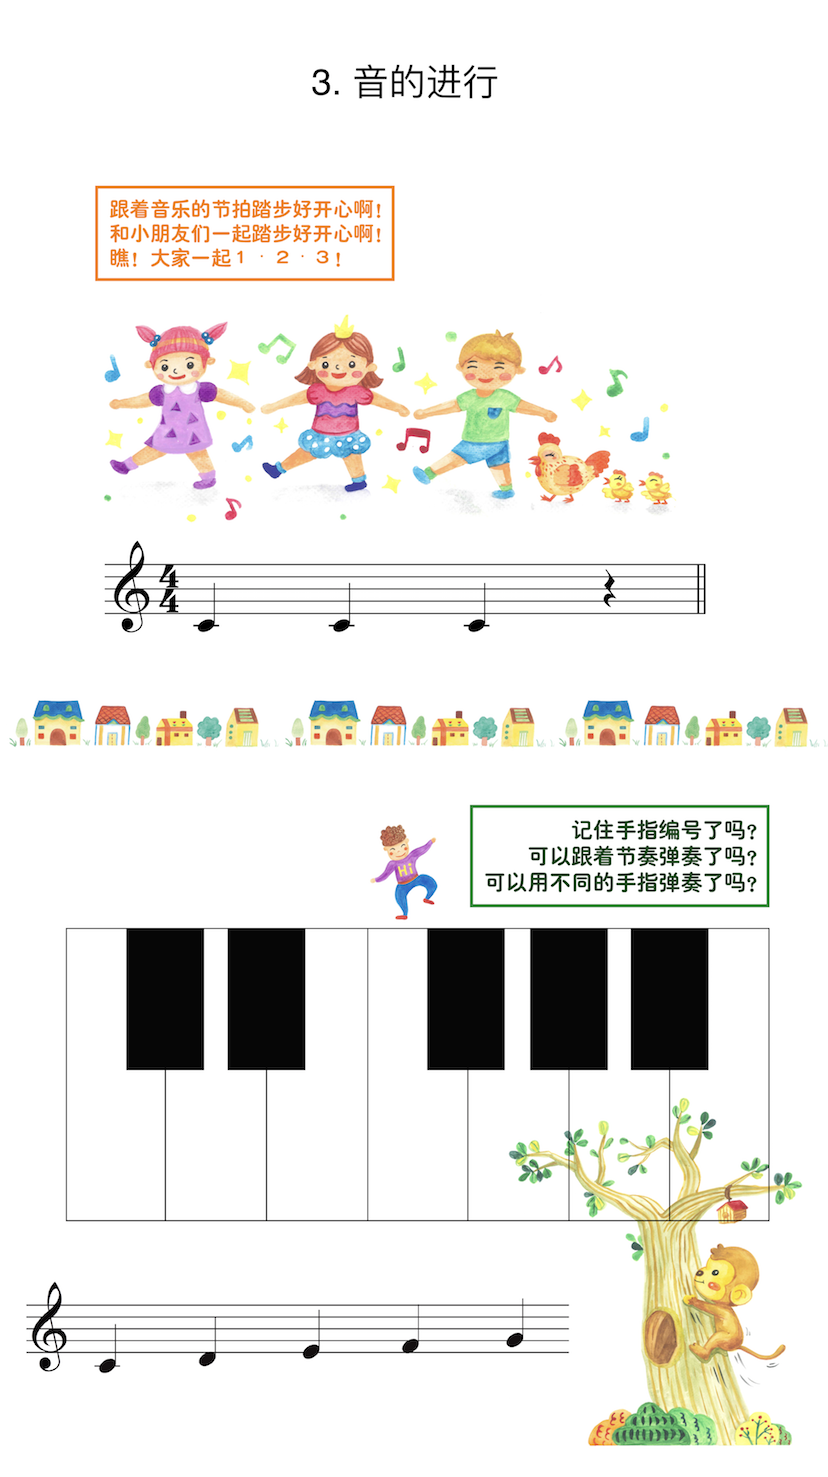 3. 音的进行
跟着音乐的节拍踏步好开心啊!
和小朋友们一起踏步好开心啊!
瞧! 大家一起1·2·3!
4
4
Hi
记住手指编号了吗?
可以跟着节奏弹奏了吗?
可以用不同的手指弹奏了吗?